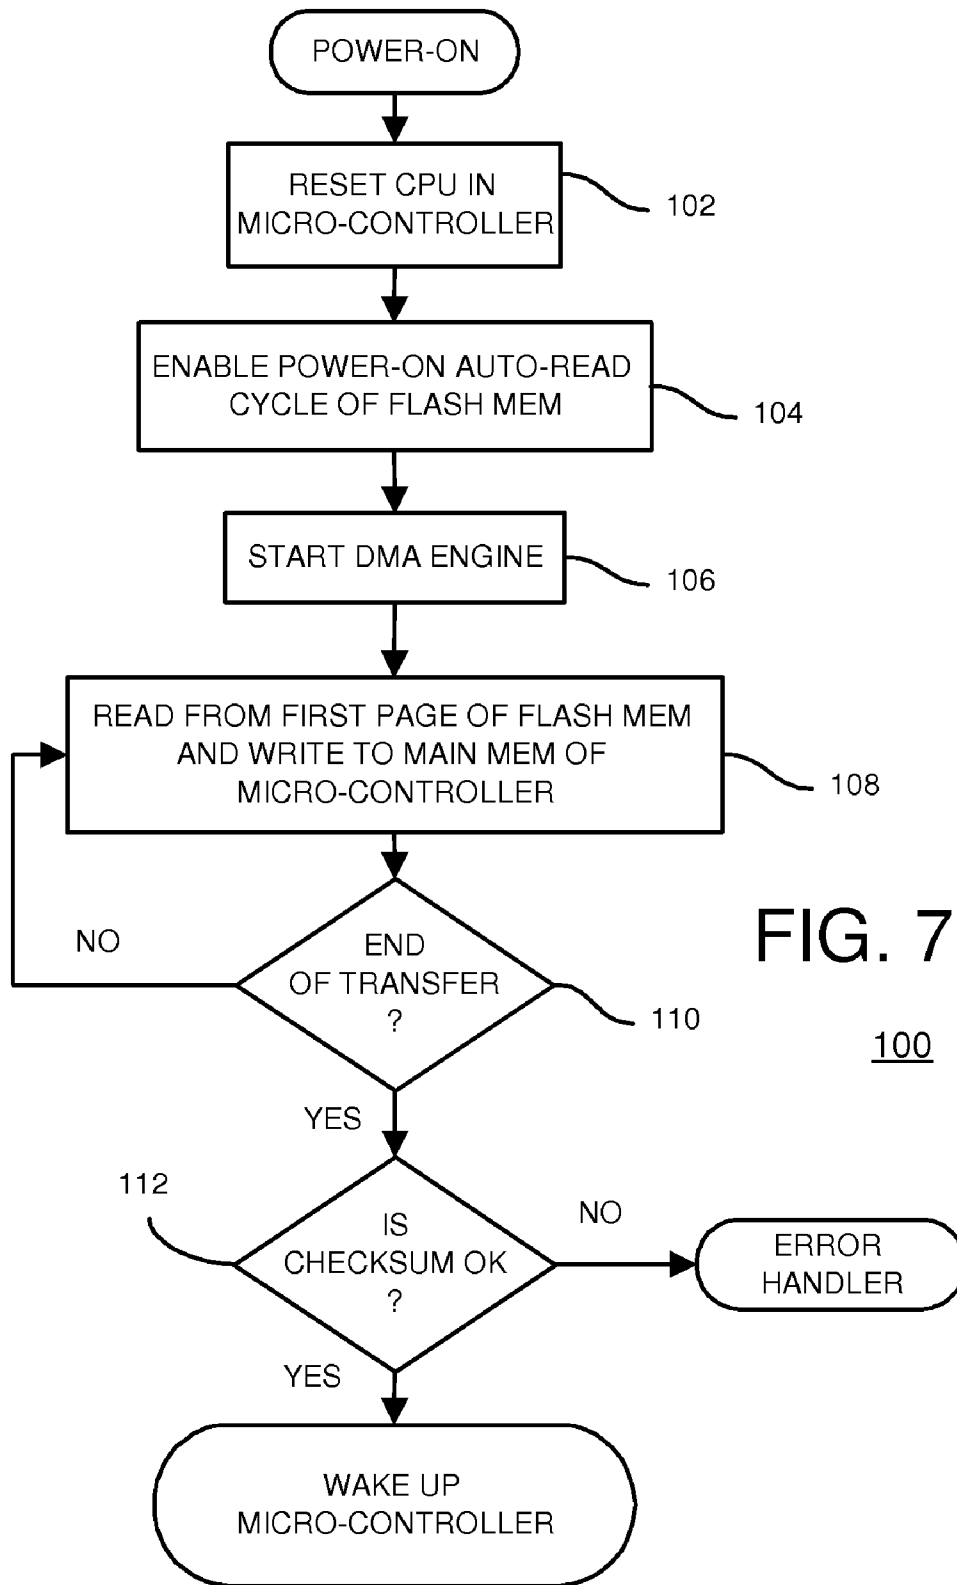 POWER-ON
RESET CPU IN
MICRO-CONTROLLER
102
ENABLE POWER-ON AUTO-READ
CYCLE OF FLASH MEM
104
START DMA ENGINE
106
READ FROM FIRST PAGE OF FLASH MEM
AND WRITE TO MAIN MEM OF
MICRO-CONTROLLER
108
NO
END
OF TRANSFER
?
110
FIG. 7
100
YES
112
IS
CHECKSUM OK
?
NO
ERROR
HANDLER
YES
WAKE UP
MICRO-CONTROLLER